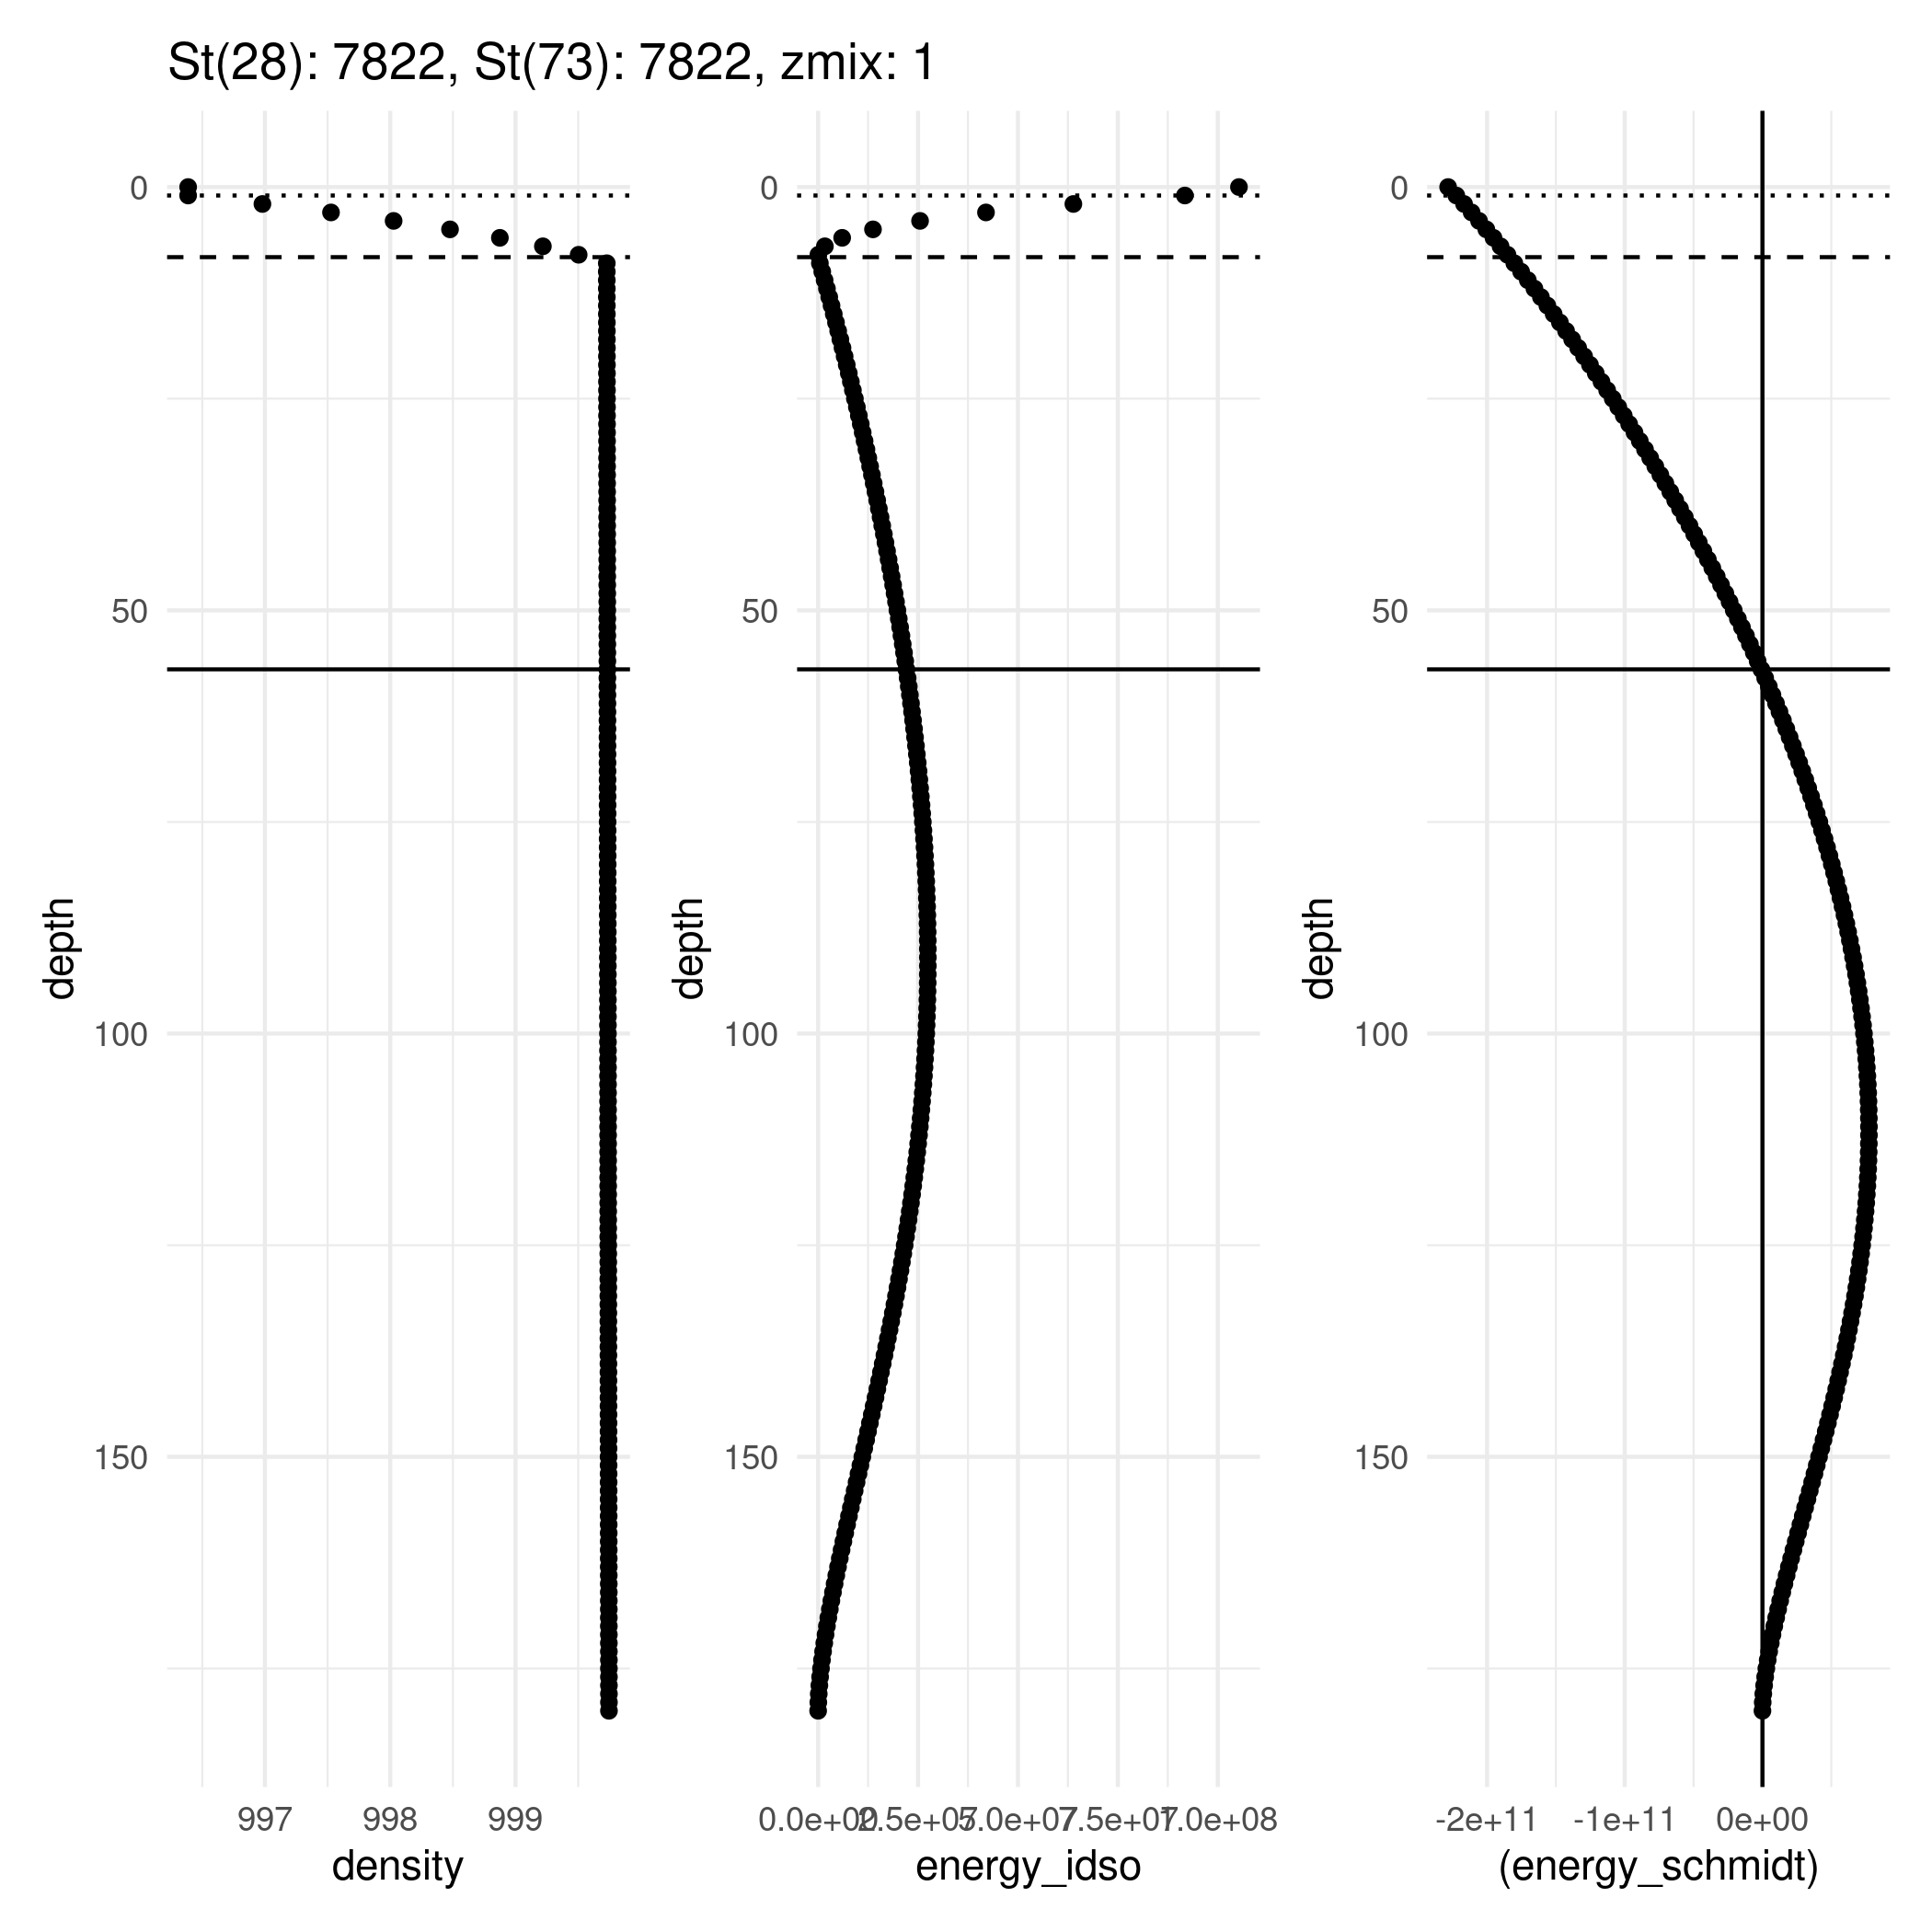 St(28): 7822, St(73): 7822, zmix: 1
0
50
100
150
depth
997 998 999
density
0
50
100
150
depth
0.0e+00 2.5e+07 5.0e+07 7.5e+07 1.0e+08
energy_idso
0
50
100
150
depth
-2e+11 -1e+11 0e+00
(energy_schmidt)